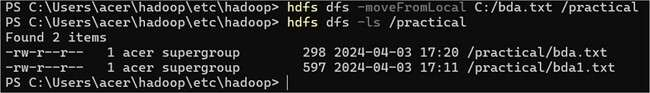 PS C:\Users\acer\hadoop\etc\hadoop> hdfs dfs -moveFromLocal C:/bda.txt /practical
PS C:\Users\acer\hadoop\etc\hadoop> hdfs dfs -ls /practical
Found 2 items
-rw-r--r-- 1 acer supergroup 298 2024-04-03 17:20 /practical/bda.txt
-rw-r--r-- 1 acer supergroup 597 2024-04-03 17:11 /practical/bda1.txt
PS C:\Users\acer\hadoop\etc\hadoop>